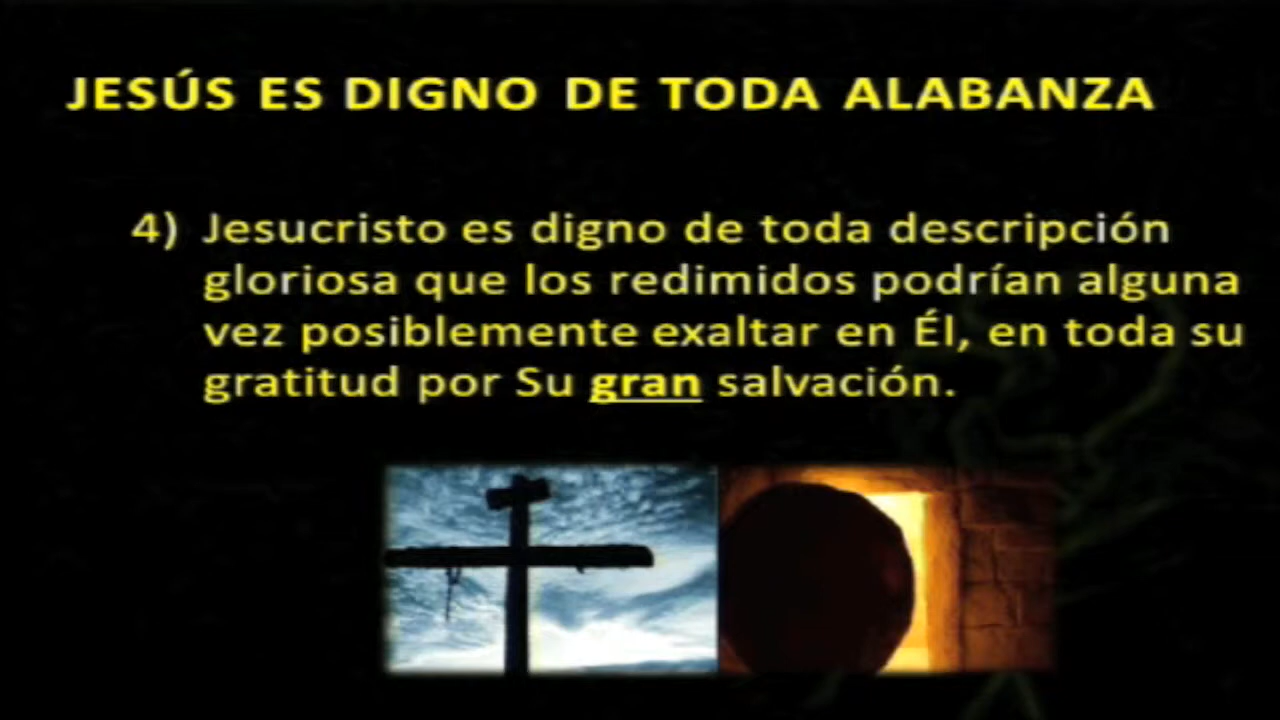 JESÚS ES DIGNO DE TODA ALABANZA
4) Jesucristo es digno de toda descripción
gloriosa que los redimidos podrían alguna
vez posiblemente exaltar en Él, en toda su
gratitud por Su gran salvación.